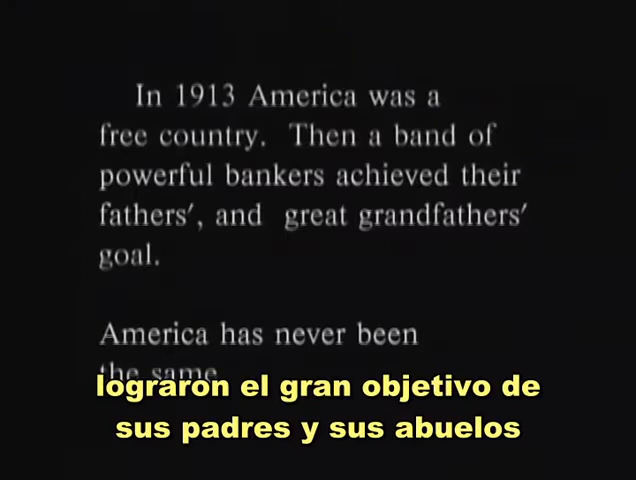 In 1913 America was a
free country. Then a band of
powerful bankers achieved their
fathers', and great grandfathers'
goal.
America has never been
the same
lograron el gran objetivo de
sus padres y sus abuelos